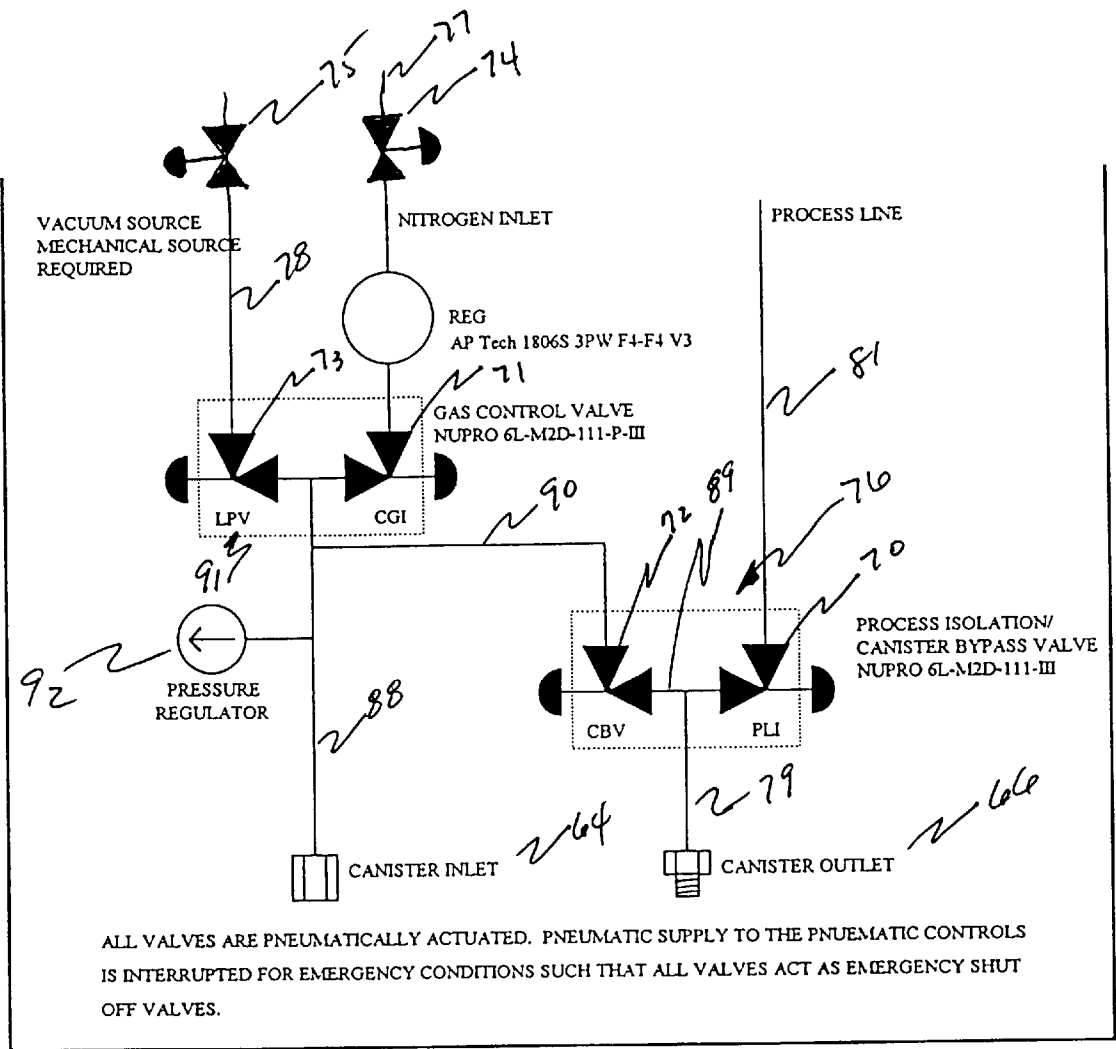 75
77
74
VACUUM SOURCE
MECHANICAL SOURCE
REQUIRED
NITROGEN INLET
PROCESS LINE
78
REG
AP Tech 1806S 3PW F4-F4 V3
73
71
81
GAS CONTROL VALVE
NUPRO 6L-M2D-111-P-III
LPV
CGI
90
72
89
76
91
70
PROCESS ISOLATION/
CANISTER BYPASS VALVE
NUPRO 6L-M2D-111-III
92
PRESSURE
REGULATOR
88
CBV
PLI
79
64
66
CANISTER INLET
CANISTER OUTLET
ALL VALVES ARE PNEUMATICALLY ACTUATED. PNEUMATIC SUPPLY TO THE PNUEMATIC CONTROLS
IS INTERRUPTED FOR EMERGENCY CONDITIONS SUCH THAT ALL VALVES ACT AS EMERGENCY SHUT
OFF VALVES.